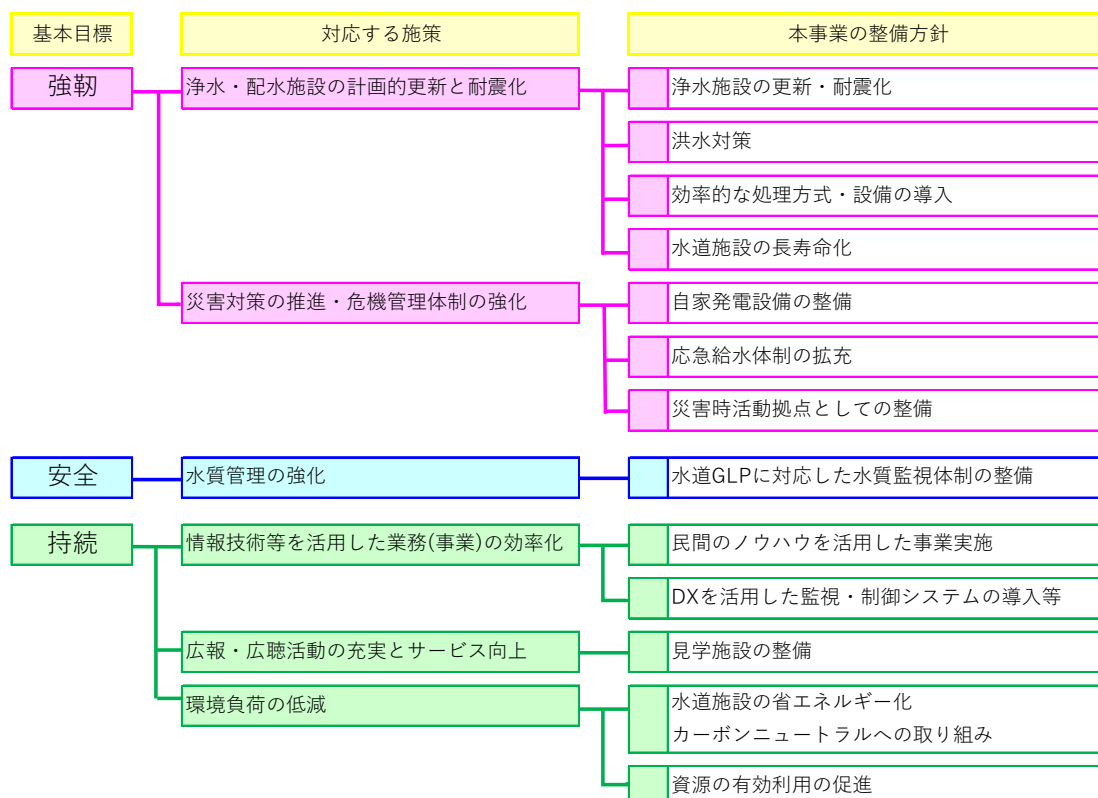 基本目標
対応する施策
本事業の整備方針
強靭
浄水・配水施設の計画的更新と耐震化
浄水施設の更新・耐震化
洪水対策
効率的な処理方式・設備の導入
水道施設の長寿命化
災害対策の推進・危機管理体制の強化
自家発電設備の整備
応急給水体制の拡充
災害時活動拠点としての整備
安全
水質管理の強化
水道GLPに対応した水質監視体制の整備
持続
情報技術等を活用した業務(事業)の効率化
民間のノウハウを活用した事業実施
DXを活用した監視・制御システムの導入等
広報・広聴活動の充実とサービス向上
見学施設の整備
環境負荷の低減
水道施設の省エネルギー化
カーボンニュートラルへの取り組み
資源の有効利用の促進